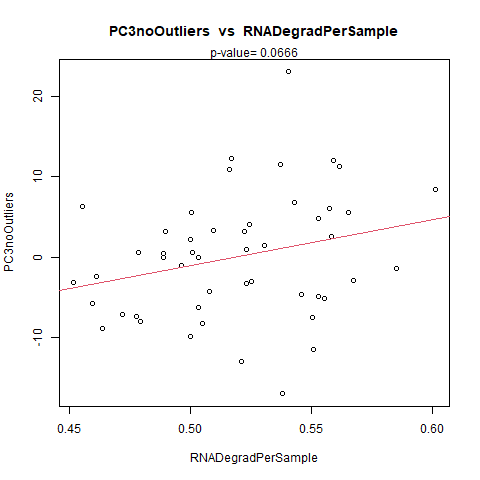 PC3noOutliers vs RNADegradPerSample
p-value= 0.0666
20
10
0
-10
PC3noOutliers
0.45 0.50 0.55 0.60
RNADegradPerSample